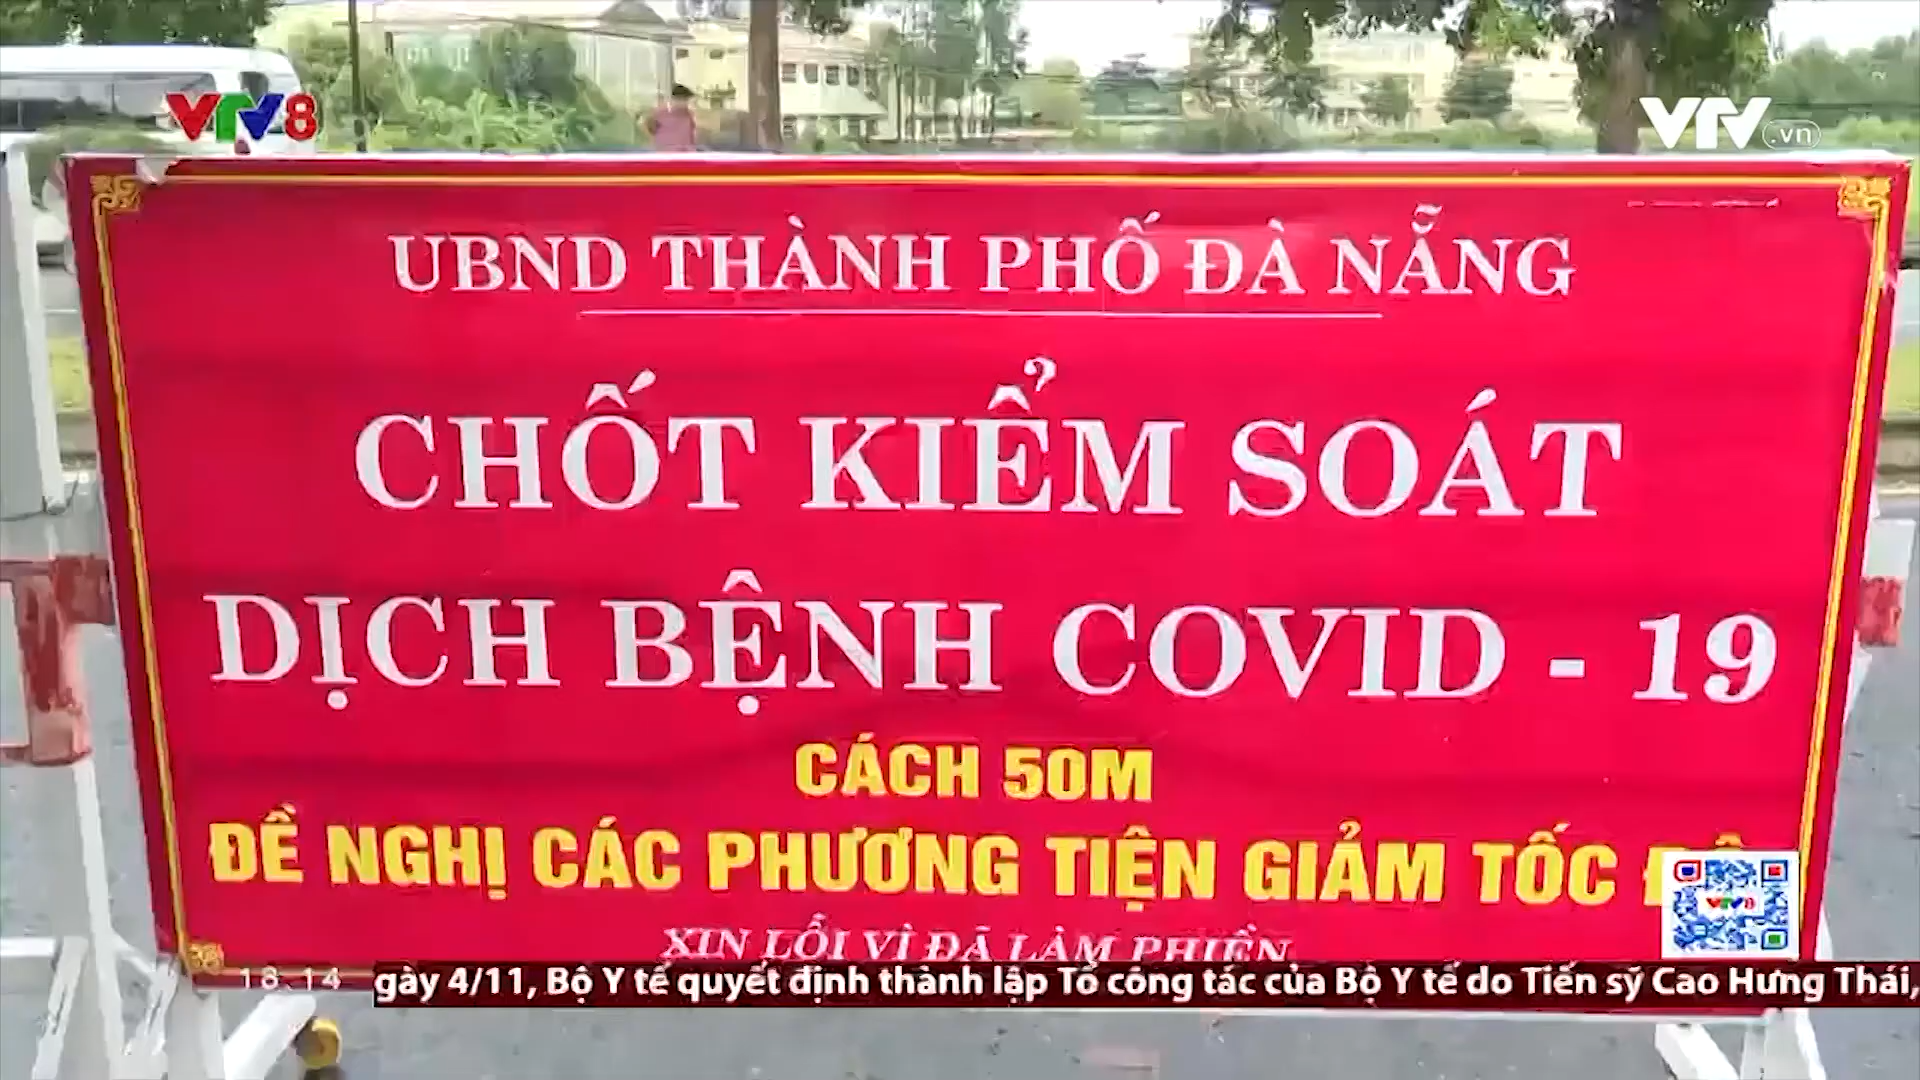 VTV8
VTV.vn
UBND THÀNH PHỐ ĐÀ NẴNG
CHỐT KIỂM SOÁT
DỊCH BỆNH COVID - 19
CÁCH 50M
ĐỀ NGHỊ CÁC PHƯƠNG TIỆN GIẢM TỐC
XIN LỖI VÌ ĐÃ LÀM PHIỀN
VTV8
18:14
gày 4/11, Bộ Y tế quyết định thành lập Tổ công tác của Bộ Y tế do Tiến sỹ Cao Hưng Thái,